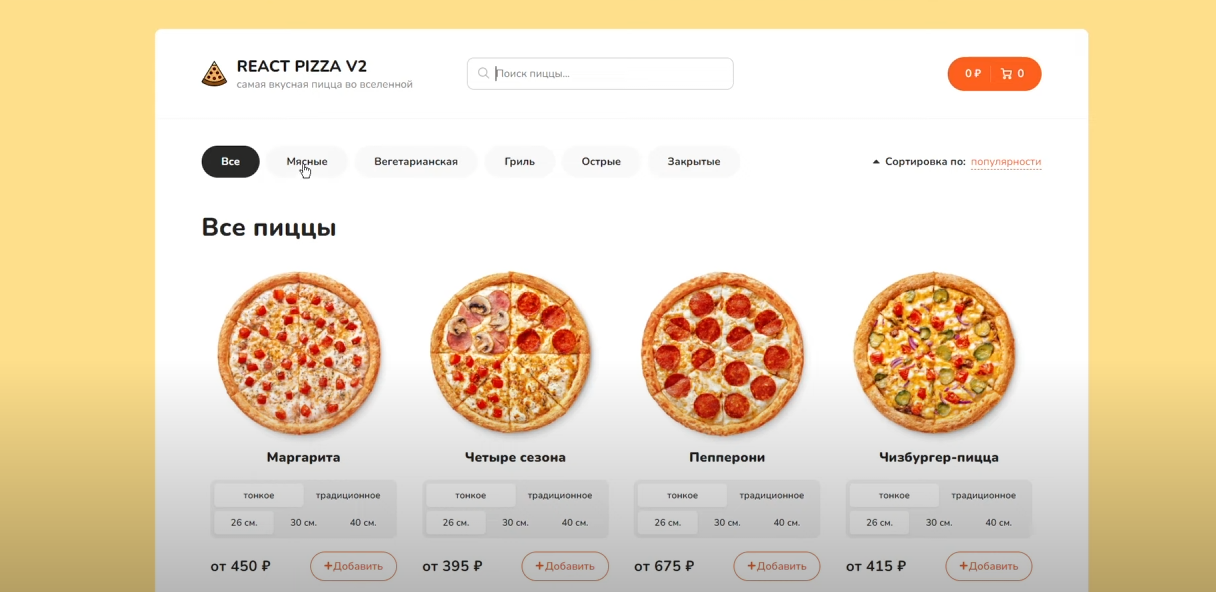 REACT PIZZA V2
самая вкусная пицца во вселенной
Поиск пиццы...
0 ₽ 0
Все Мясные Вегетарианская Гриль Острые Закрытые
Сортировка по: популярности
Все пиццы
Маргарита Четыре сезона Пепперони Чизбургер-пицца
тонкое традиционное тонкое традиционное тонкое традиционное тонкое традиционное
26 см. 30 см. 40 см. 26 см. 30 см. 40 см. 26 см. 30 см. 40 см. 26 см. 30 см. 40 см.
от 450 ₽ +Добавить от 395 ₽ +Добавить от 675 ₽ +Добавить от 415 ₽ +Добавить